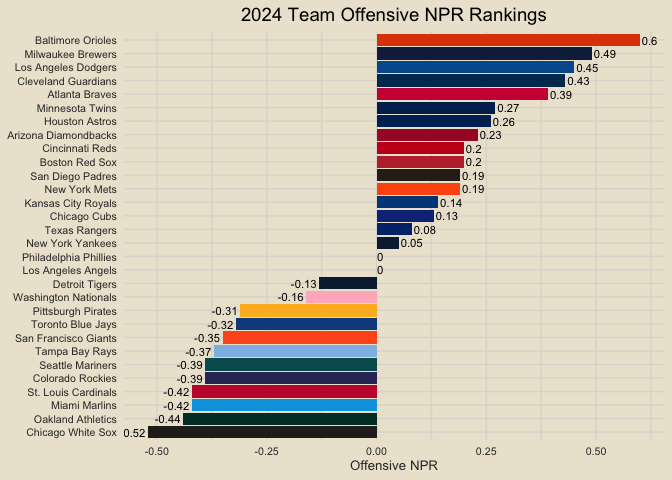 2024 Team Offensive NPR Rankings
Baltimore Orioles 0.6
Milwaukee Brewers 0.49
Los Angeles Dodgers 0.45
Cleveland Guardians 0.43
Atlanta Braves 0.39
Minnesota Twins 0.27
Houston Astros 0.26
Arizona Diamondbacks 0.23
Cincinnati Reds 0.2
Boston Red Sox 0.2
San Diego Padres 0.19
New York Mets 0.19
Kansas City Royals 0.14
Chicago Cubs 0.13
Texas Rangers 0.08
New York Yankees 0.05
Philadelphia Phillies 0
Los Angeles Angels 0
Detroit Tigers -0.13
Washington Nationals -0.16
Pittsburgh Pirates -0.31
Toronto Blue Jays -0.32
San Francisco Giants -0.35
Tampa Bay Rays -0.37
Seattle Mariners -0.39
Colorado Rockies -0.39
St. Louis Cardinals -0.42
Miami Marlins -0.42
Oakland Athletics -0.44
Chicago White Sox 0.52
-0.50 -0.25 0.00 0.25 0.50
Offensive NPR